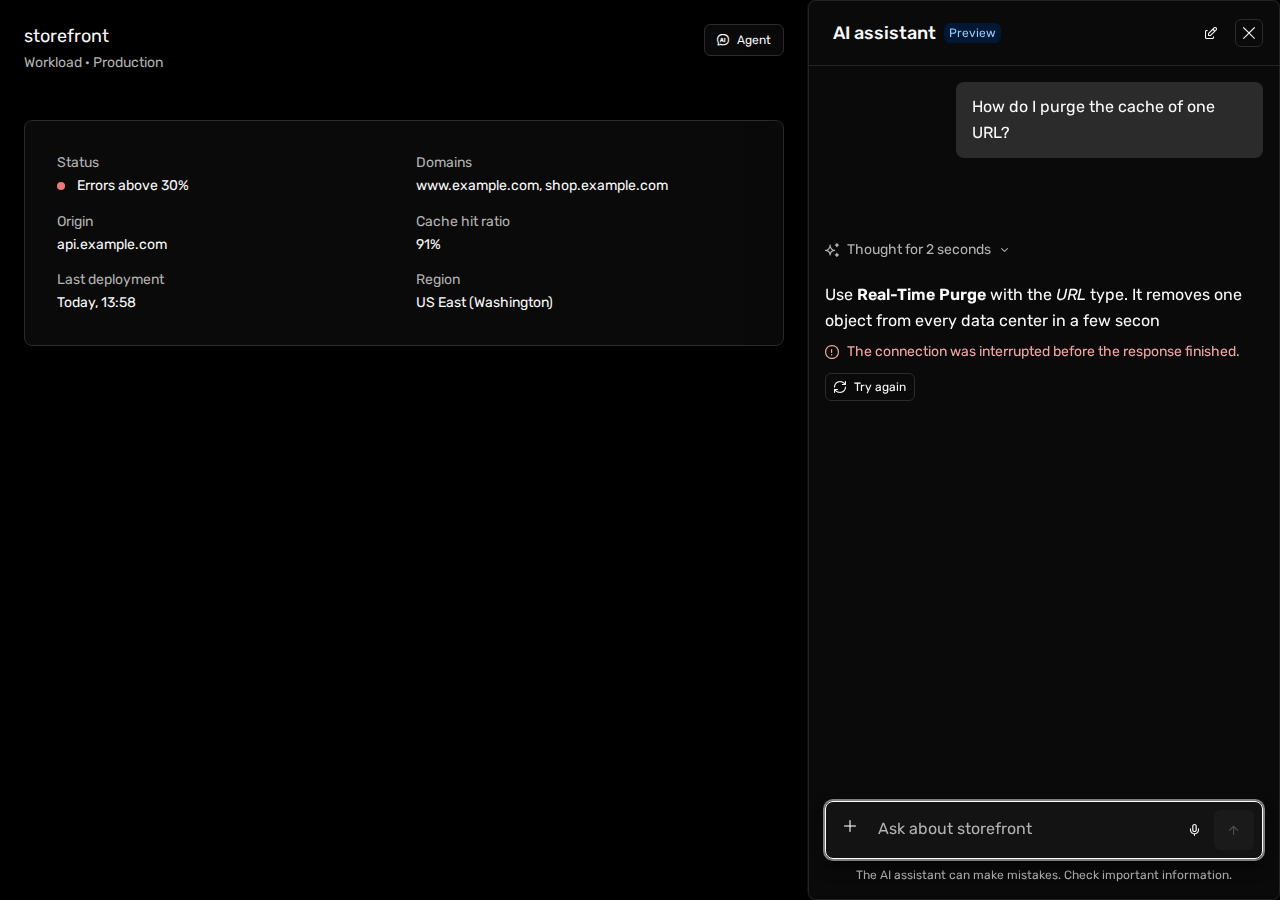 storefront
Workload • Production
Agent
Status
Errors above 30%
Domains
www.example.com, shop.example.com
Origin
api.example.com
Cache hit ratio
91%
Last deployment
Today, 13:58
Region
US East (Washington)
AI assistant
Preview
How do I purge the cache of one
URL?
Thought for 2 seconds
Use Real-Time Purge with the URL type. It removes one
object from every data center in a few secon
The connection was interrupted before the response finished.
Try again
Ask about storefront
The AI assistant can make mistakes. Check important information.